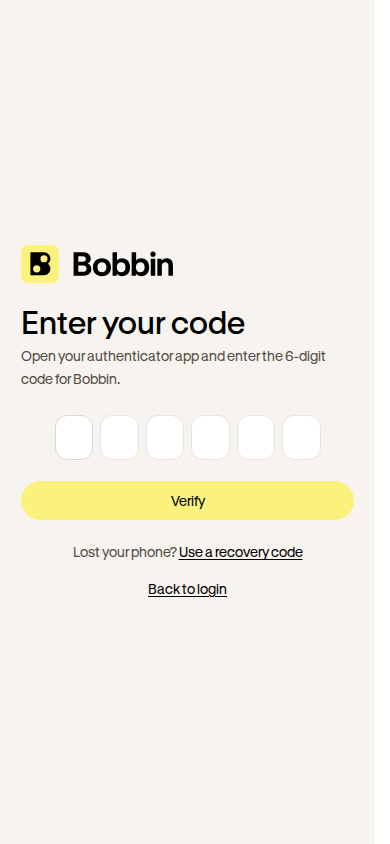 Bobbin
Enter your code
Open your authenticator app and enter the 6-digit
code for Bobbin.
Verify
Lost your phone? Use a recovery code
Back to login